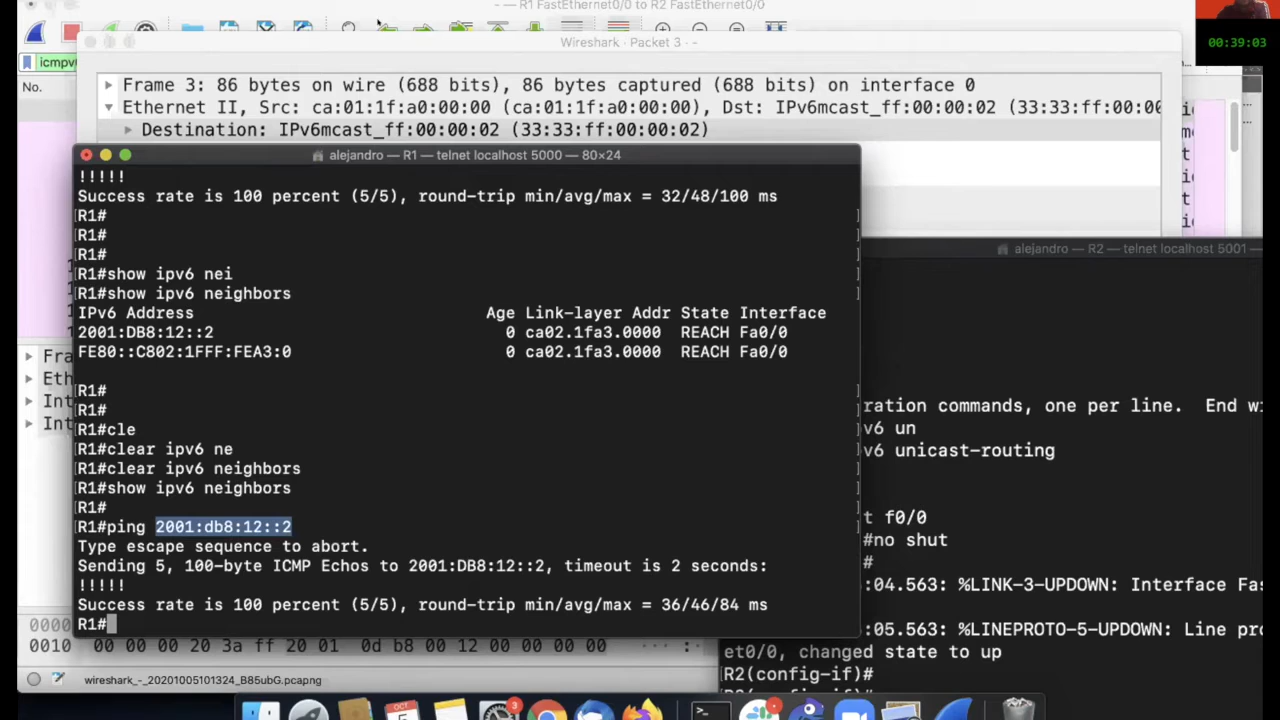 - — R1 FastEthernet0/0 to R2 FastEthernet0/0
00:39:03
Wireshark · Packet 3 · -
No.
Frame 3: 86 bytes on wire (688 bits), 86 bytes captured (688 bits) on interface 0
Ethernet II, Src: ca:01:1f:a0:00:00 (ca:01:1f:a0:00:00), Dst: IPv6mcast_ff:00:00:02 (33:33:ff:00:00
Destination: IPv6mcast_ff:00:00:02 (33:33:ff:00:00:02)
alejandro — R1 — telnet localhost 5000 — 80×24
!!!!!
Success rate is 100 percent (5/5), round-trip min/avg/max = 32/48/100 ms
R1#
R1#
R1#
R1#show ipv6 nei
R1#show ipv6 neighbors
IPv6 Address Age Link-layer Addr State Interface
2001:DB8:12::2 0 ca02.1fa3.0000 REACH Fa0/0
FE80::C802:1FFF:FEA3:0 0 ca02.1fa3.0000 REACH Fa0/0
R1#
R1#
R1#cle
R1#clear ipv6 ne
R1#clear ipv6 neighbors
R1#show ipv6 neighbors
R1#
R1#ping 2001:db8:12::2
Type escape sequence to abort.
Sending 5, 100-byte ICMP Echos to 2001:DB8:12::2, timeout is 2 seconds:
!!!!!
Success rate is 100 percent (5/5), round-trip min/avg/max = 36/46/84 ms
R1#
alejandro — R2 — telnet localhost 5001 —
ration commands, one per line. End wi
v6 un
v6 unicast-routing
t f0/0
#no shut
#
:04.563: %LINK-3-UPDOWN: Interface Fas
:05.563: %LINEPROTO-5-UPDOWN: Line pro
et0/0, changed state to up
R2(config-if)#
R2(config-if)#
0010 00 00 00 20 3a ff 20 01 0d b8 00 12 00 00 00 00
wireshark_-_20201005101324_B85ubG.pcapng
OCT
3